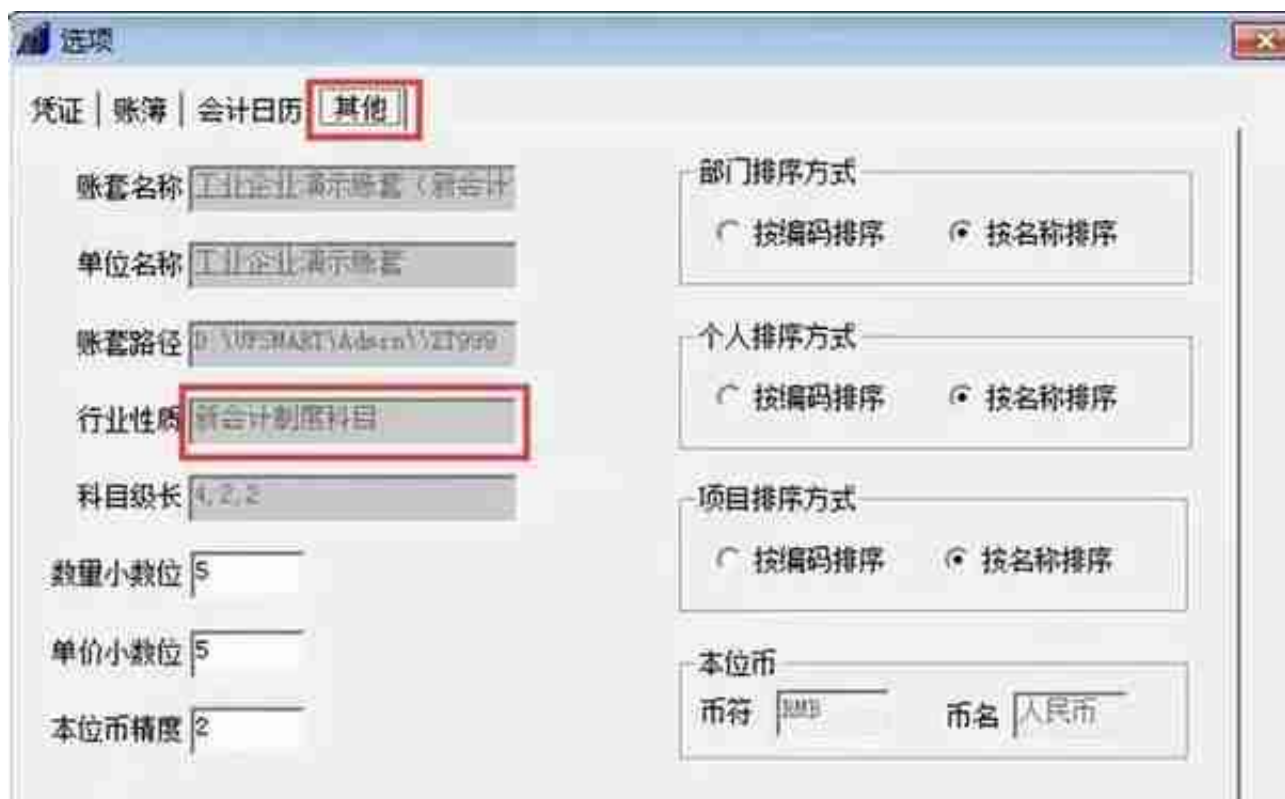 选项
凭证 账簿 会计日历 其他
账套名称 工业企业演示账套（新会计
单位名称 工业企业演示账套
账套路径
行业性质 新会计制度科目
科目级长 4,2,2
数量小数位 5
单价小数位 5
本位币精度 2
部门排序方式
按编码排序 按名称排序
个人排序方式
按编码排序 按名称排序
项目排序方式
按编码排序 按名称排序
本位币
币符 RMB 币名 人民币